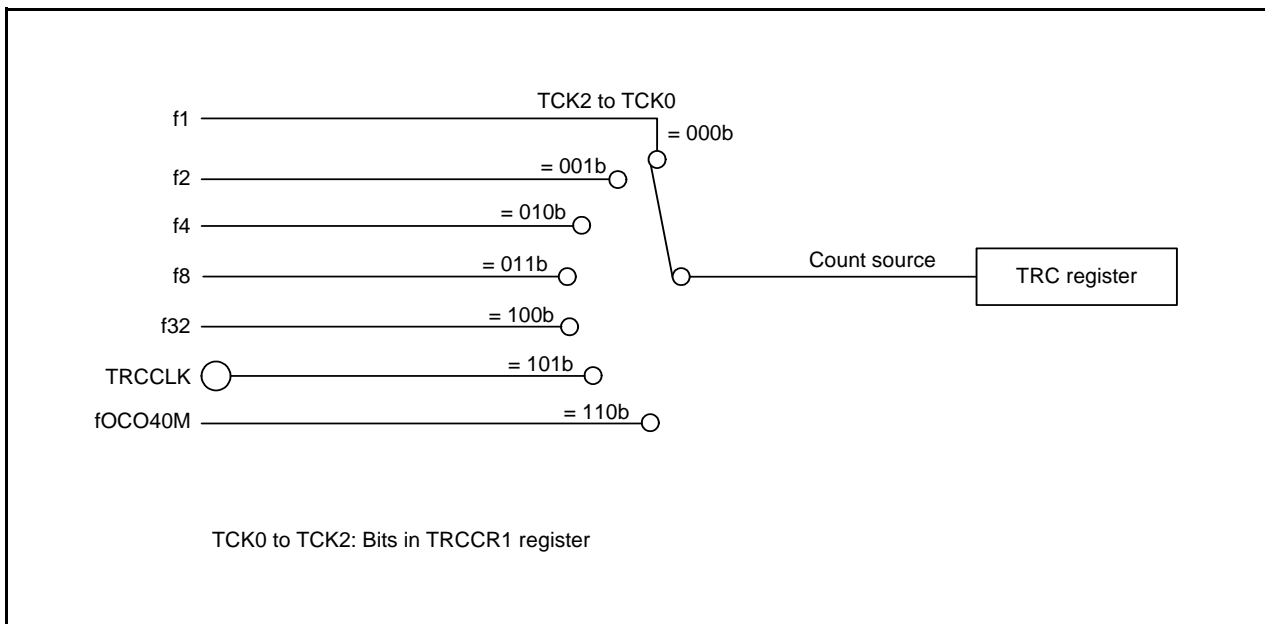 TCK2 to TCK0
f1
= 000b
f2
= 001b
f4
= 010b
f8
= 011b
Count source
TRC register
f32
= 100b
TRCCLK
= 101b
fOCO40M
= 110b
TCK0 to TCK2: Bits in TRCCR1 register